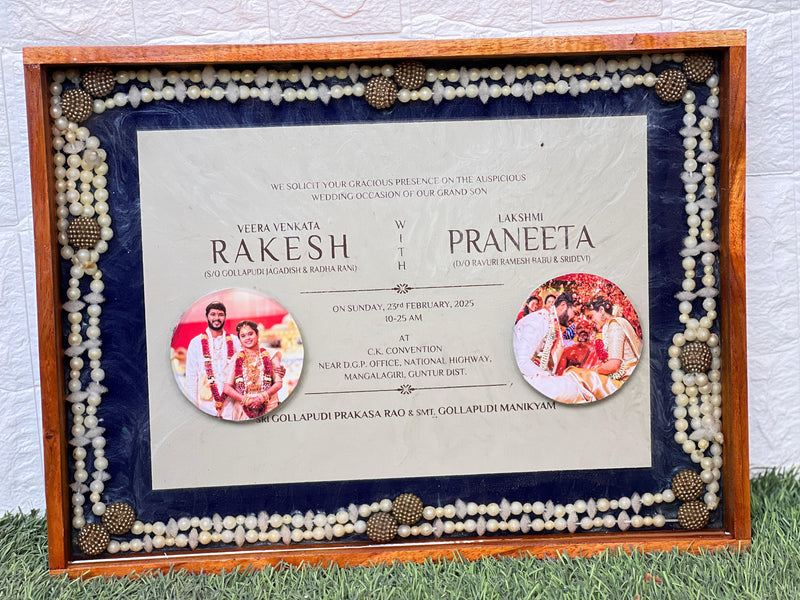 WE SOLICIT YOUR GRACIOUS PRESENCE ON THE AUSPICIOUS
WEDDING OCCASION OF OUR GRAND SON
VEERA VENKATA
RAKESH
(S/O GOLLAPUDI JAGADISH & RADHA RANI)
WITH
LAKSHMI
PRANEETA
(D/O RAVURI RAMESH BABU & SRIDEVI)
ON SUNDAY, 23rd FEBRUARY, 2025
10-25 AM
AT
C.K. CONVENTION
NEAR D.G.P. OFFICE, NATIONAL HIGHWAY,
MANGALAGIRI, GUNTUR DIST.
SRI GOLLAPUDI PRAKASA RAO & SMT. GOLLAPUDI MANIKYAM